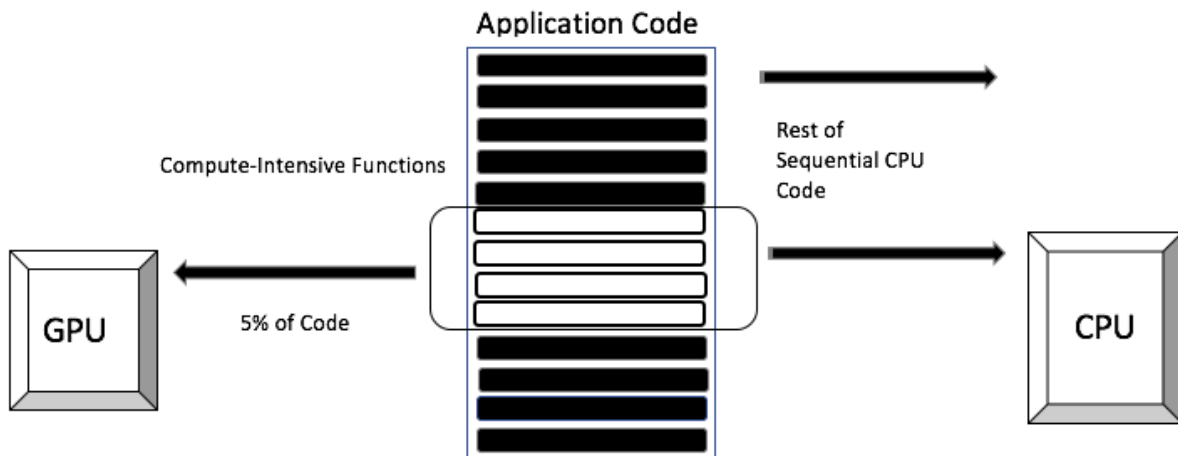 Application Code
Rest of
Sequential CPU
Code
Compute-Intensive Functions
5% of Code
GPU
CPU